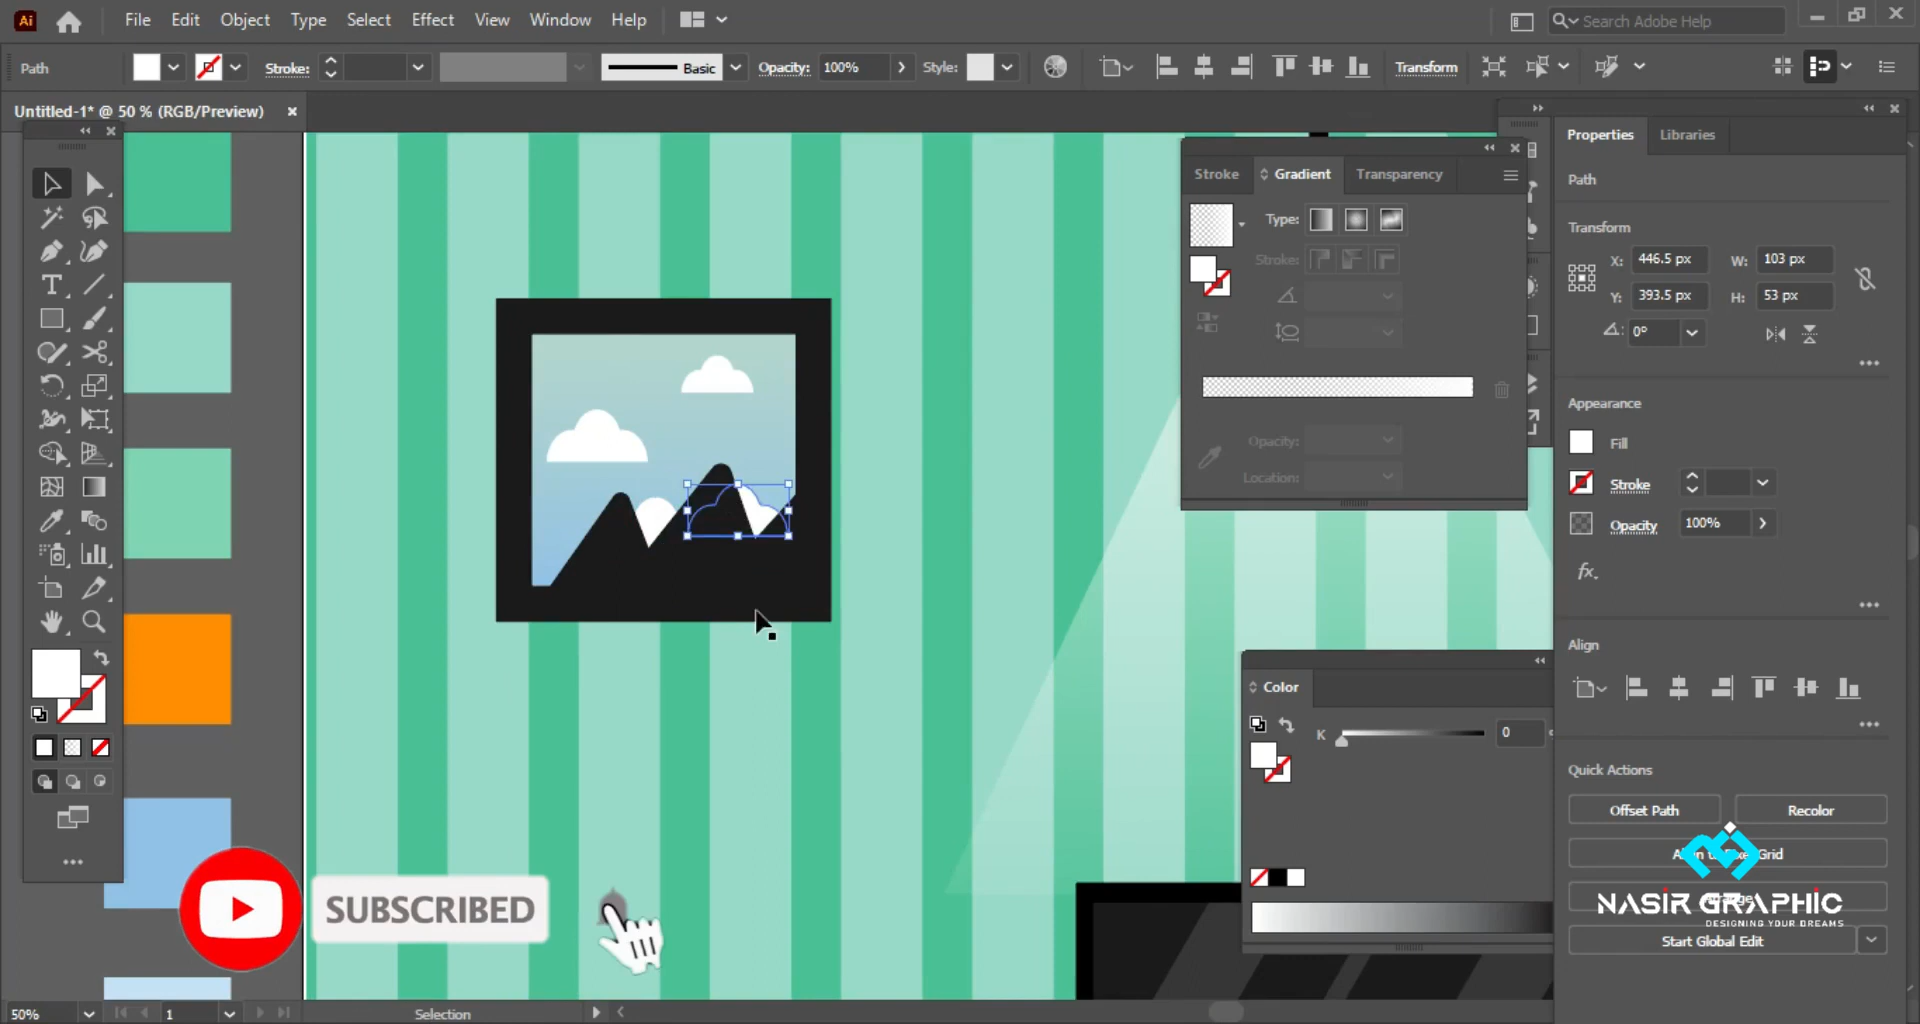 Ai File Edit Object Type Select Effect View Window Help Search Adobe Help
Path Stroke: Basic Opacity: 100% Style: Transform
Untitled-1* @ 50 % (RGB/Preview)
Stroke Gradient Transparency
Type:
Stroke:
Opacity:
Location:
Properties Libraries
Path
Transform
X: 446.5 px W: 103 px
Y: 393.5 px H: 53 px
0°
Appearance
Fill
Stroke
Opacity 100%
fx.
Align
Color
K 0
Quick Actions
Offset Path Recolor
Grid
NASIR GRAPHIC
DESIGNING YOUR DREAMS
Start Global Edit
SUBSCRIBED
50% 1 Selection